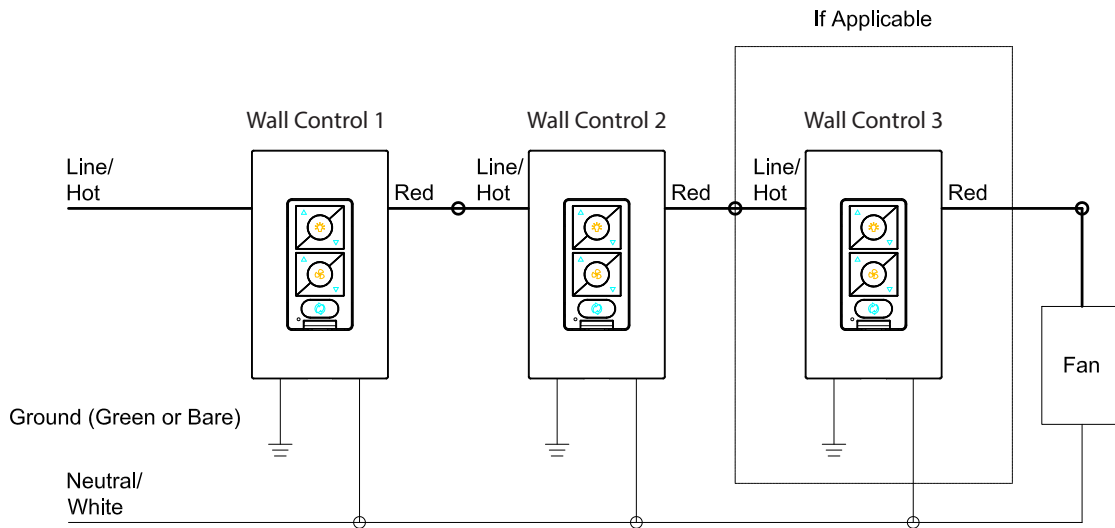 If Applicable
Wall Control 1
Wall Control 2
Wall Control 3
Line/
Hot
Red
Line/
Hot
Red
Line/
Hot
Red
Fan
Ground (Green or Bare)
Neutral/
White